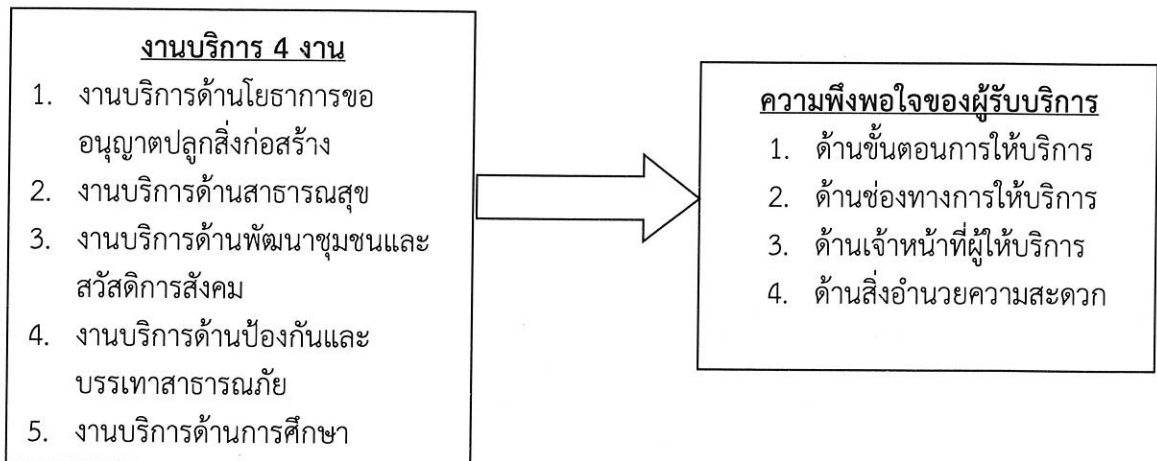 งานบริการ 4 งาน
1. งานบริการด้านโยธาการขอ
อนุญาตปลูกสิ่งก่อสร้าง
2. งานบริการด้านสาธารณสุข
3. งานบริการด้านพัฒนาชุมชนและ
สวัสดิการสังคม
4. งานบริการด้านป้องกันและ
บรรเทาสาธารณภัย
5. งานบริการด้านการศึกษา
ความพึงพอใจของผู้รับบริการ
1. ด้านขั้นตอนการให้บริการ
2. ด้านช่องทางการให้บริการ
3. ด้านเจ้าหน้าที่ผู้ให้บริการ
4. ด้านสิ่งอำนวยความสะดวก